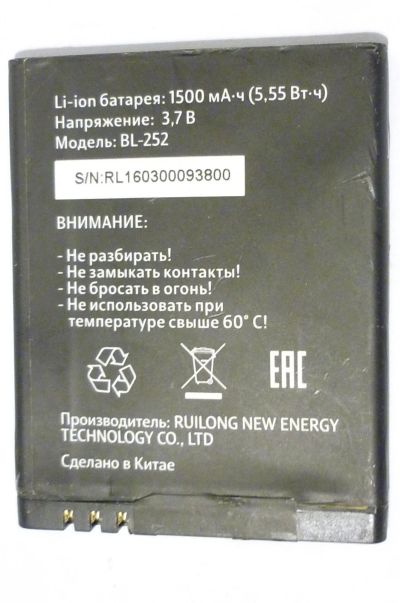 Li-ion батарея: 1500 мА·ч (5,55 Вт·ч)
Напряжение: 3,7 В
Модель: BL-252
S/N:RL160300093800
ВНИМАНИЕ:
- Не разбирать!
- Не замыкать контакты!
- Не бросать в огонь!
- Не использовать при
температуре свыше 60° С!
EAC
Производитель: RUILONG NEW ENERGY
TECHNOLOGY CO., LTD
Сделано в Китае